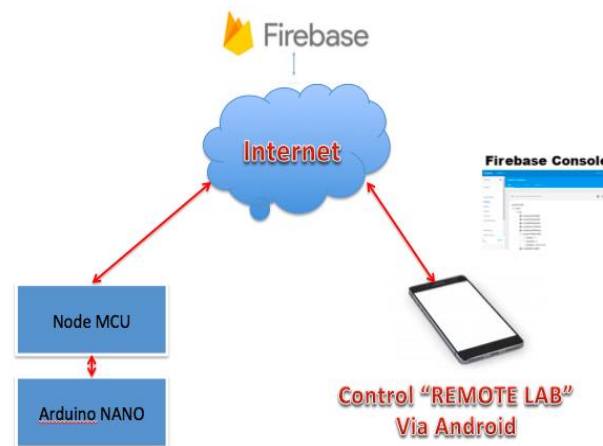 Firebase
Internet
Firebase Console
Node MCU
Arduino NANO
Control "REMOTE LAB"
Via Android